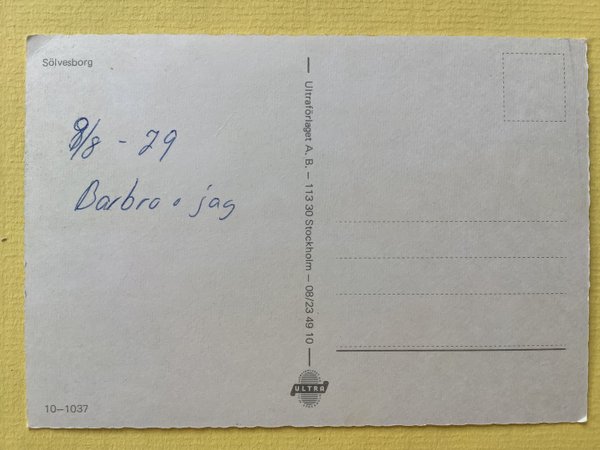 Sölvesborg
9/8 - 79
Barbro o jag
Ultraförlaget A. B. – 113 30 Stockholm – 08/23 49 10
ULTRA
10–1037